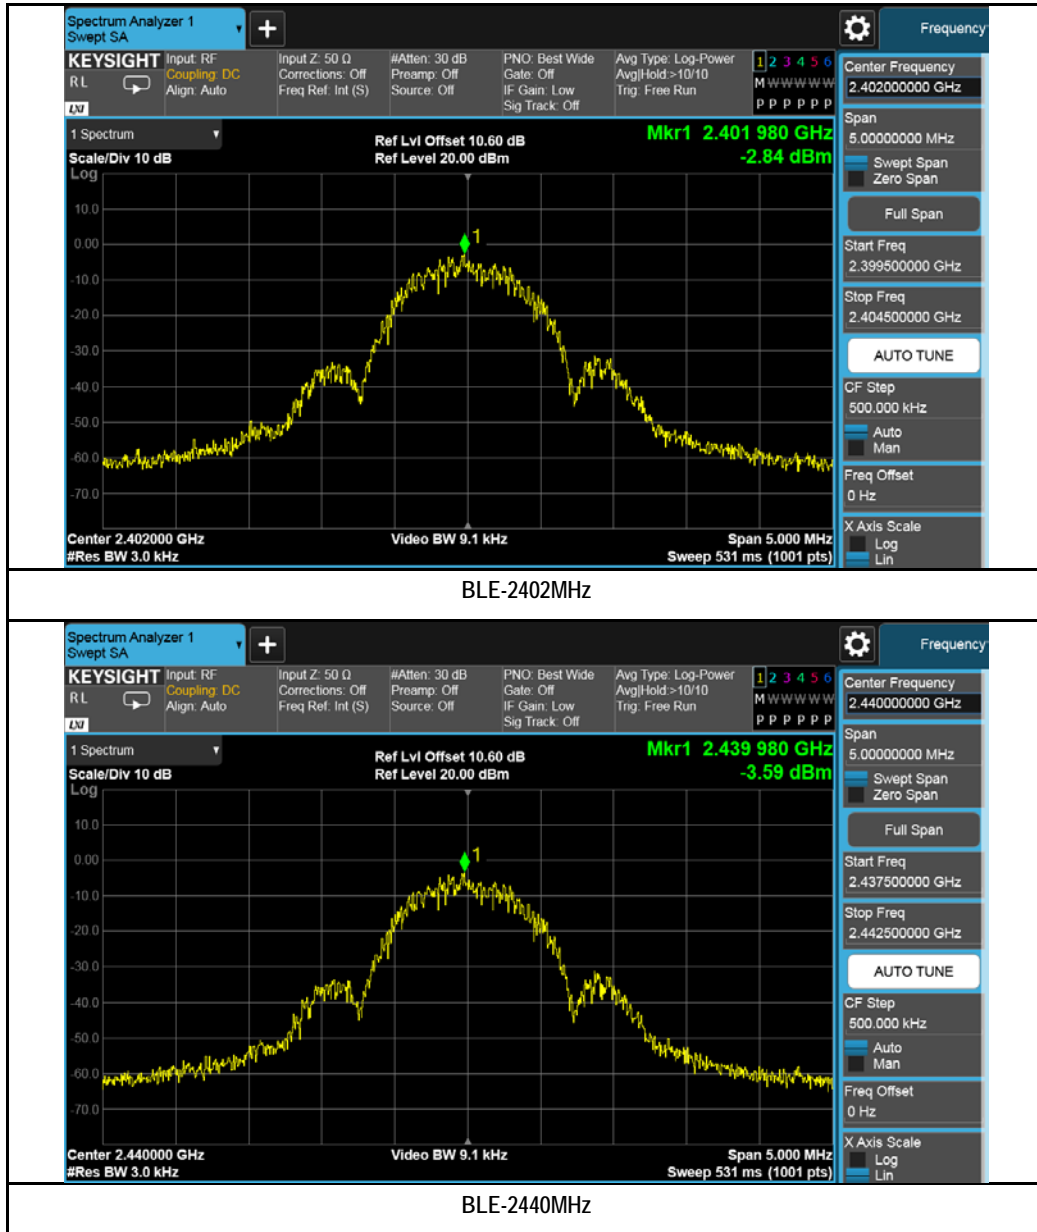 Spectrum Analyzer 1
Swept SA
+
Frequency
KEYSIGHT Input: RF Input Z: 50 Ω #Atten: 30 dB PNO: Best Wide Avg Type: Log-Power 1 2 3 4 5 6
RL Coupling: DC Corrections: Off Preamp: Off Gate: Off Avg|Hold:>10/10 M W W W W W
Align: Auto Freq Ref: Int (S) Source: Off IF Gain: Low Trig: Free Run
LXI Sig Track: Off P P P P P P
1 Spectrum
Ref Lvl Offset 10.60 dB Mkr1 2.401 980 GHz
Scale/Div 10 dB Ref Level 20.00 dBm -2.84 dBm
Log
10.0
1
0.00
-10.0
-20.0
-30.0
-40.0
-50.0
-60.0
-70.0
Center 2.402000 GHz Video BW 9.1 kHz Span 5.000 MHz
#Res BW 3.0 kHz Sweep 531 ms (1001 pts)
Center Frequency
2.402000000 GHz
Span
5.00000000 MHz
Swept Span
Zero Span
Full Span
Start Freq
2.399500000 GHz
Stop Freq
2.404500000 GHz
AUTO TUNE
CF Step
500.000 kHz
Auto
Man
Freq Offset
0 Hz
X Axis Scale
Log
Lin
BLE-2402MHz
Spectrum Analyzer 1
Swept SA
+
Frequency
KEYSIGHT Input: RF Input Z: 50 Ω #Atten: 30 dB PNO: Best Wide Avg Type: Log-Power 1 2 3 4 5 6
RL Coupling: DC Corrections: Off Preamp: Off Gate: Off Avg|Hold:>10/10 M W W W W W
Align: Auto Freq Ref: Int (S) Source: Off IF Gain: Low Trig: Free Run
LXI Sig Track: Off P P P P P P
1 Spectrum
Ref Lvl Offset 10.60 dB Mkr1 2.439 980 GHz
Scale/Div 10 dB Ref Level 20.00 dBm -3.59 dBm
Log
10.0
1
0.00
-10.0
-20.0
-30.0
-40.0
-50.0
-60.0
-70.0
Center 2.440000 GHz Video BW 9.1 kHz Span 5.000 MHz
#Res BW 3.0 kHz Sweep 531 ms (1001 pts)
Center Frequency
2.440000000 GHz
Span
5.00000000 MHz
Swept Span
Zero Span
Full Span
Start Freq
2.437500000 GHz
Stop Freq
2.442500000 GHz
AUTO TUNE
CF Step
500.000 kHz
Auto
Man
Freq Offset
0 Hz
X Axis Scale
Log
Lin
BLE-2440MHz